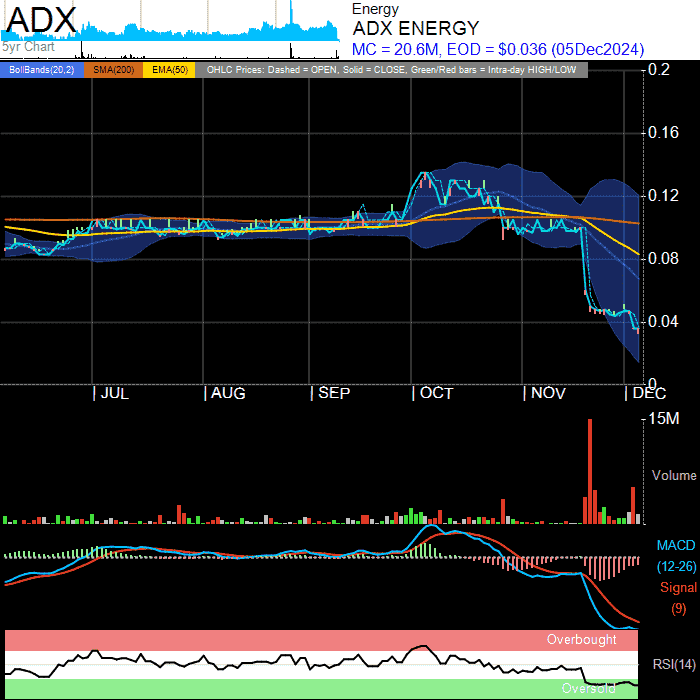 ADX
5yr Chart
Energy
ADX ENERGY
MC = 20.6M, EOD = $0.036 (05Dec2024)
BollBands(20,2) SMA(200) EMA(50) OHLC Prices: Dashed = OPEN, Solid = CLOSE, Green/Red bars = Intra-day HIGH/LOW
0.2
0.16
0.12
0.08
0.04
0
JUL AUG SEP OCT NOV DEC
15M
Volume
MACD
(12-26)
Signal
(9)
Overbought
RSI(14)
Oversold